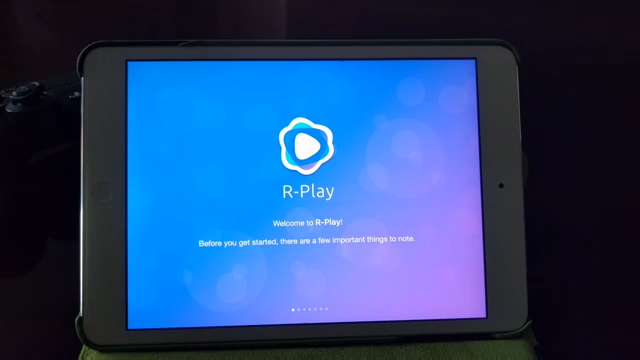 R-Play
Welcome to R-Play!
Before you get started, there are a few important things to note.